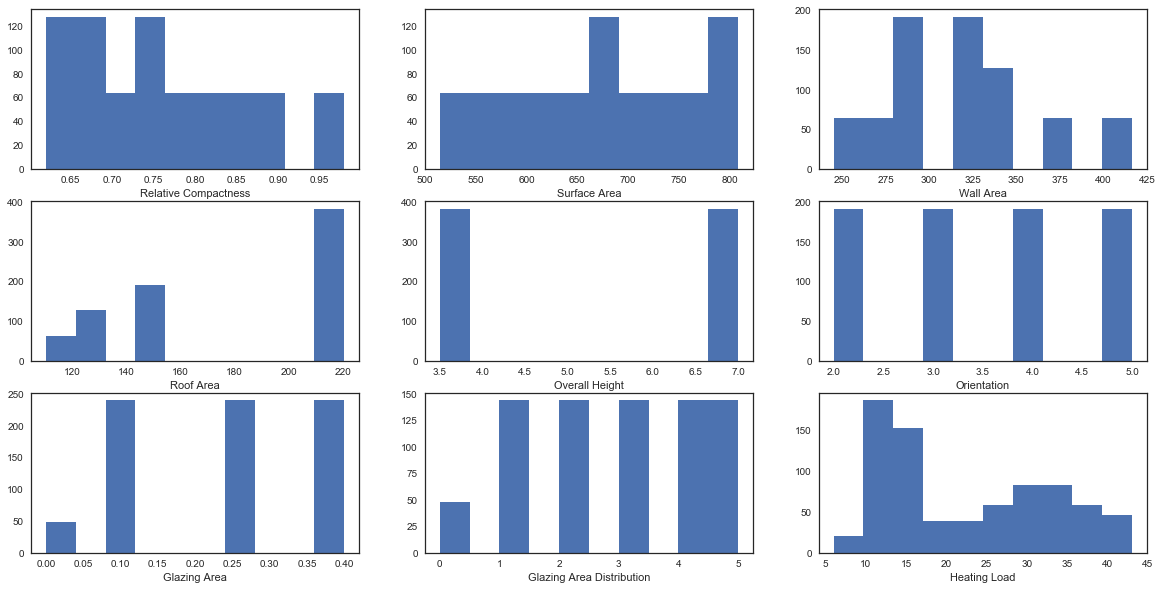 140
120
100
80
60
40
20
0
0.65 0.70 0.75 0.80 0.85 0.90 0.95
Relative Compactness
120
100
80
60
40
20
0
500 550 600 650 700 750 800
Surface Area
200
150
100
50
0
250 275 300 325 350 375 400 425
Wall Area
400
300
200
100
0
120 140 160 180 200 220
Roof Area
400
300
200
100
0
3.5 4.0 4.5 5.0 5.5 6.0 6.5 7.0
Overall Height
200
150
100
50
0
2.0 2.5 3.0 3.5 4.0 4.5 5.0
Orientation
250
200
150
100
50
0
0.00 0.05 0.10 0.15 0.20 0.25 0.30 0.35 0.40
Glazing Area
150
125
100
75
50
25
0
0 1 2 3 4 5
Glazing Area Distribution
150
100
50
0
5 10 15 20 25 30 35 40 45
Heating Load